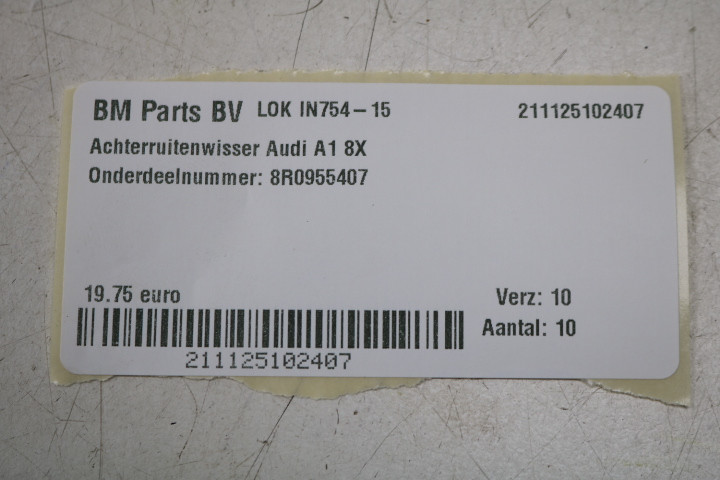 BM Parts BV LOK IN754-15 211125102407
Achterruitenwisser Audi A1 8X
Onderdeelnummer: 8R0955407
19.75 euro Verz: 10
Aantal: 10
211125102407